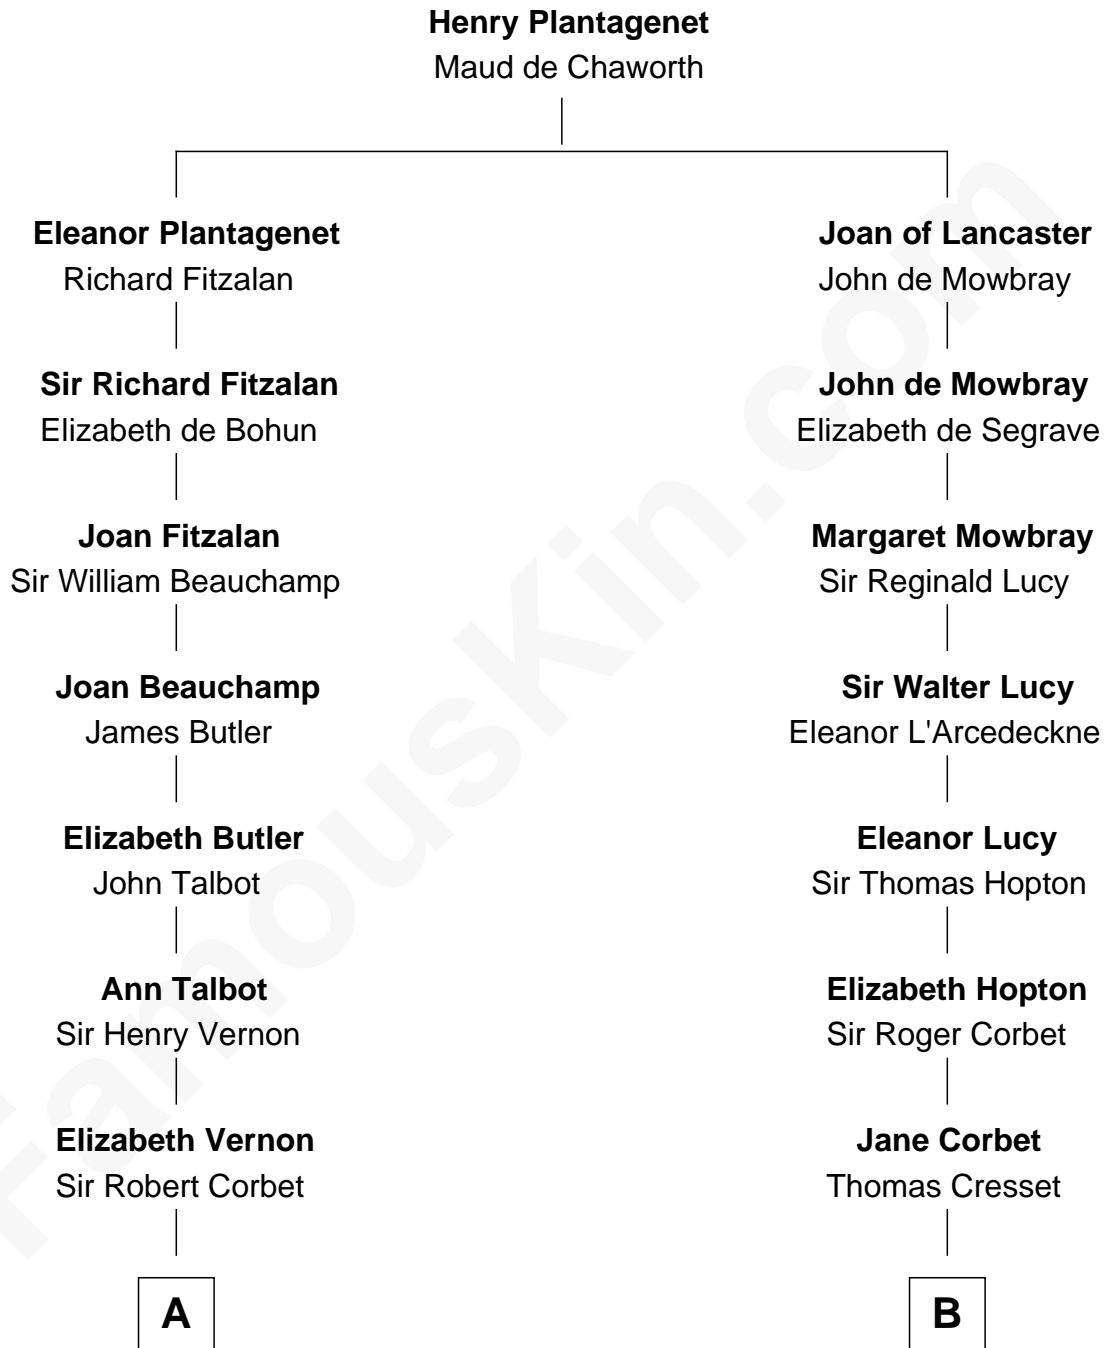 Henry Plantagenet
Maud de Chaworth
Eleanor Plantagenet
Richard Fitzalan
Joan of Lancaster
John de Mowbray
Sir Richard Fitzalan
Elizabeth de Bohun
John de Mowbray
Elizabeth de Segrave
Joan Fitzalan
Sir William Beauchamp
Margaret Mowbray
Sir Reginald Lucy
Joan Beauchamp
James Butler
Sir Walter Lucy
Eleanor L'Arcedeckne
Elizabeth Butler
John Talbot
Eleanor Lucy
Sir Thomas Hopton
Ann Talbot
Sir Henry Vernon
Elizabeth Hopton
Sir Roger Corbet
Elizabeth Vernon
Sir Robert Corbet
Jane Corbet
Thomas Cresset
A
B
FamousKin.com